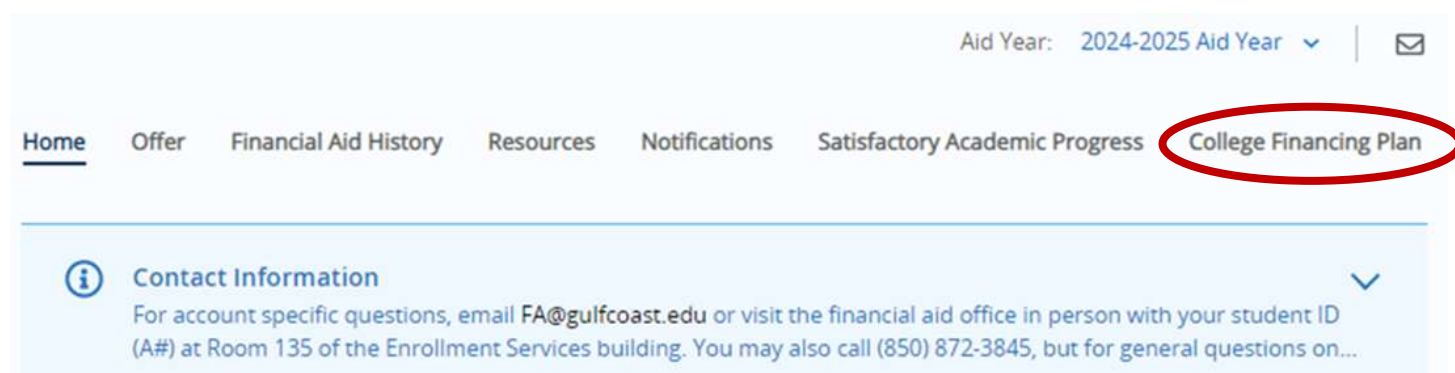 Aid Year: 2024-2025 Aid Year
Home Offer Financial Aid History Resources Notifications Satisfactory Academic Progress College Financing Plan
Contact Information
For account specific questions, email FA@gulfcoast.edu or visit the financial aid office in person with your student ID
(A#) at Room 135 of the Enrollment Services building. You may also call (850) 872-3845, but for general questions on...